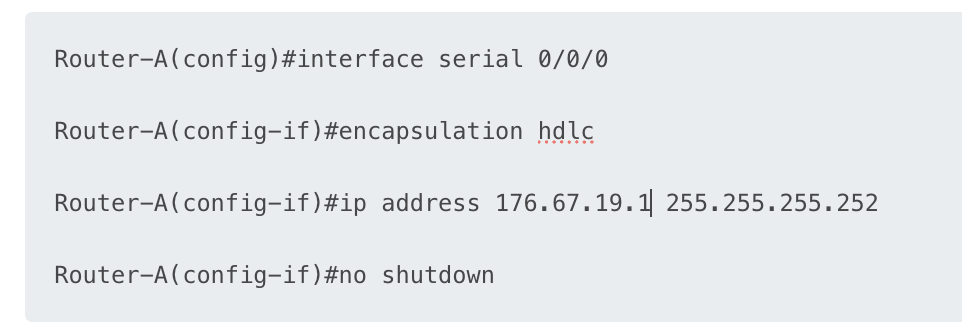 Router-A(config)#interface serial 0/0/0
Router-A(config-if)#encapsulation hdlc
Router-A(config-if)#ip address 176.67.19.1 255.255.255.252
Router-A(config-if)#no shutdown